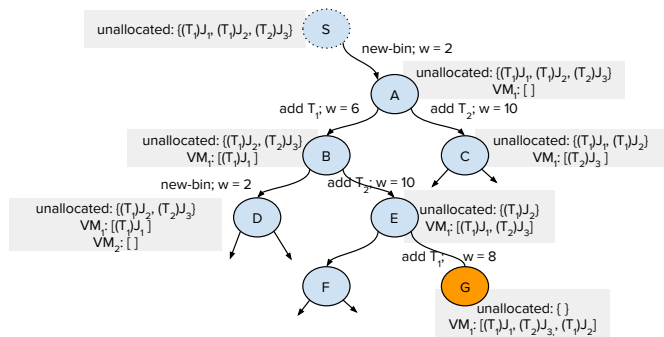 unallocated: {(T₁)J₁, (T₁)J₂, (T₂)J₃}
S
new-bin; w = 2
unallocated: {(T₁)J₁, (T₁)J₂, (T₂)J₃}
VM₁: [ ]
A
add T₁; w = 6
add T₂; w = 10
unallocated: {(T₁)J₂, (T₂)J₃}
VM₁: [(T₁)J₁ ]
B
C
unallocated: {(T₁)J₁, (T₁)J₂}
VM₁: [(T₂)J₃ ]
new-bin; w = 2
add T₂; w = 10
unallocated: {(T₁)J₂, (T₂)J₃}
VM₁: [(T₁)J₁ ]
VM₂: [ ]
D
E
unallocated: {(T₁)J₂}
VM₁: [(T₁)J₁, (T₂)J₃]
add T₁; w = 8
F
G
unallocated: { }
VM₁: [(T₁)J₁, (T₂)J₃,, (T₁)J₂]